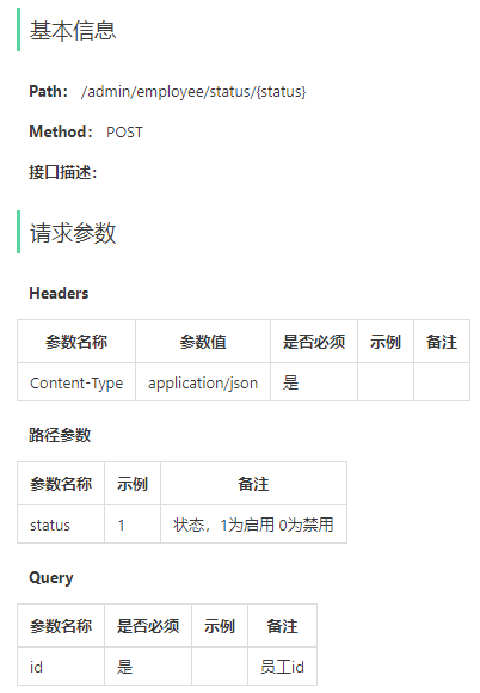 基本信息
Path： /admin/employee/status/{status}
Method： POST
接口描述：
请求参数
Headers
参数名称 参数值 是否必须 示例 备注
Content-Type application/json 是
路径参数
参数名称 示例 备注
status 1 状态，1为启用 0为禁用
Query
参数名称 是否必须 示例 备注
id 是 员工id